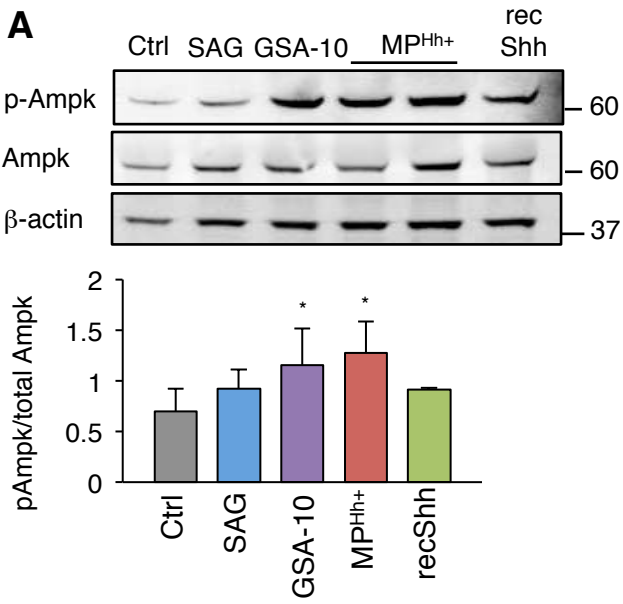 A
Ctrl SAG GSA-10 MPHh+ rec Shh
p-Ampk 60
Ampk 60
β-actin 37
pAmpk/total Ampk
2
1.5
1
0.5
0
* *
Ctrl SAG GSA-10 MPHh+ recShh